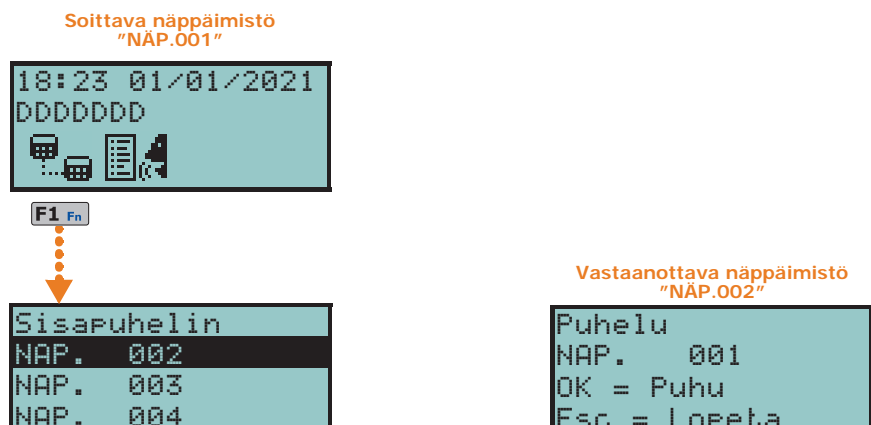 Soittava näppäimistö
"NÄP.001"
18:23 01/01/2021
DDDDDDD
F1 Fn
Sisapuhelin
NAP. 002
NAP. 003
NAP. 004
Vastaanottava näppäimistö
"NÄP.002"
Puhelu
NAP. 001
OK = Puhu
Esc = Lopeta